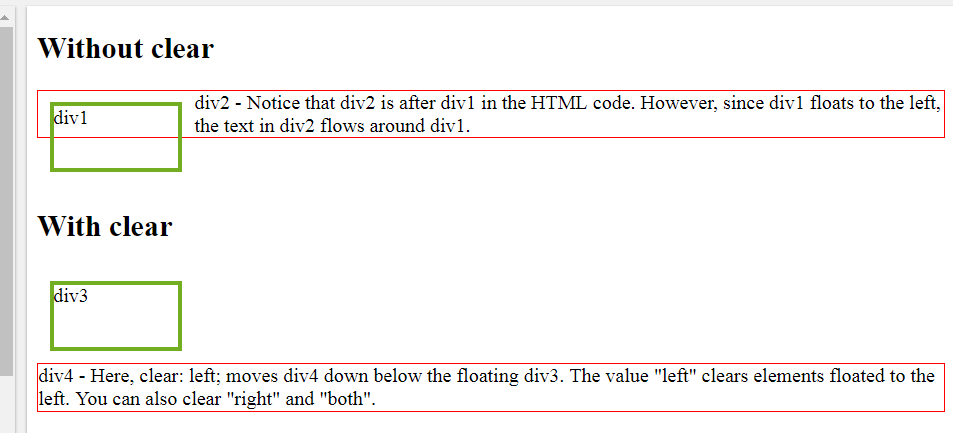 Without clear
div1
div2 - Notice that div2 is after div1 in the HTML code. However, since div1 floats to the left,
the text in div2 flows around div1.
With clear
div3
div4 - Here, clear: left; moves div4 down below the floating div3. The value "left" clears elements floated to the
left. You can also clear "right" and "both".